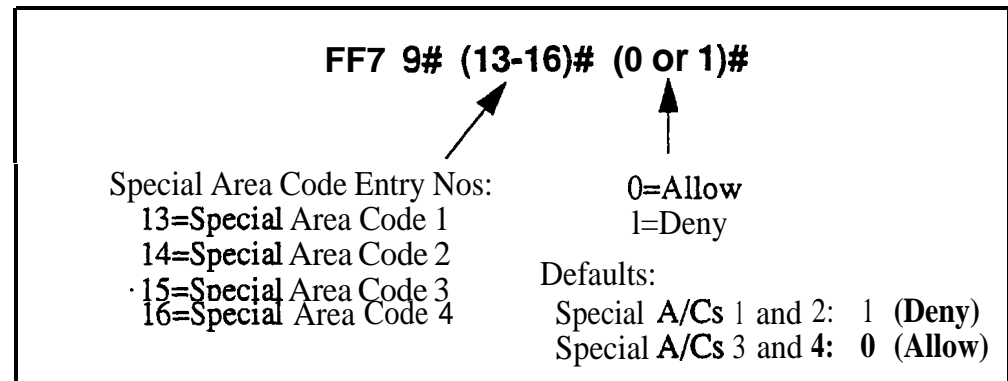 FF7 9# (13-16)# (0 or 1)#
Special Area Code Entry Nos:
13=Special Area Code 1
14=Special Area Code 2
15=Special Area Code 3
16=Special Area Code 4
0=Allow
1=Deny
Defaults:
Special A/Cs 1 and 2: 1 (Deny)
Special A/Cs 3 and 4: 0 (Allow)